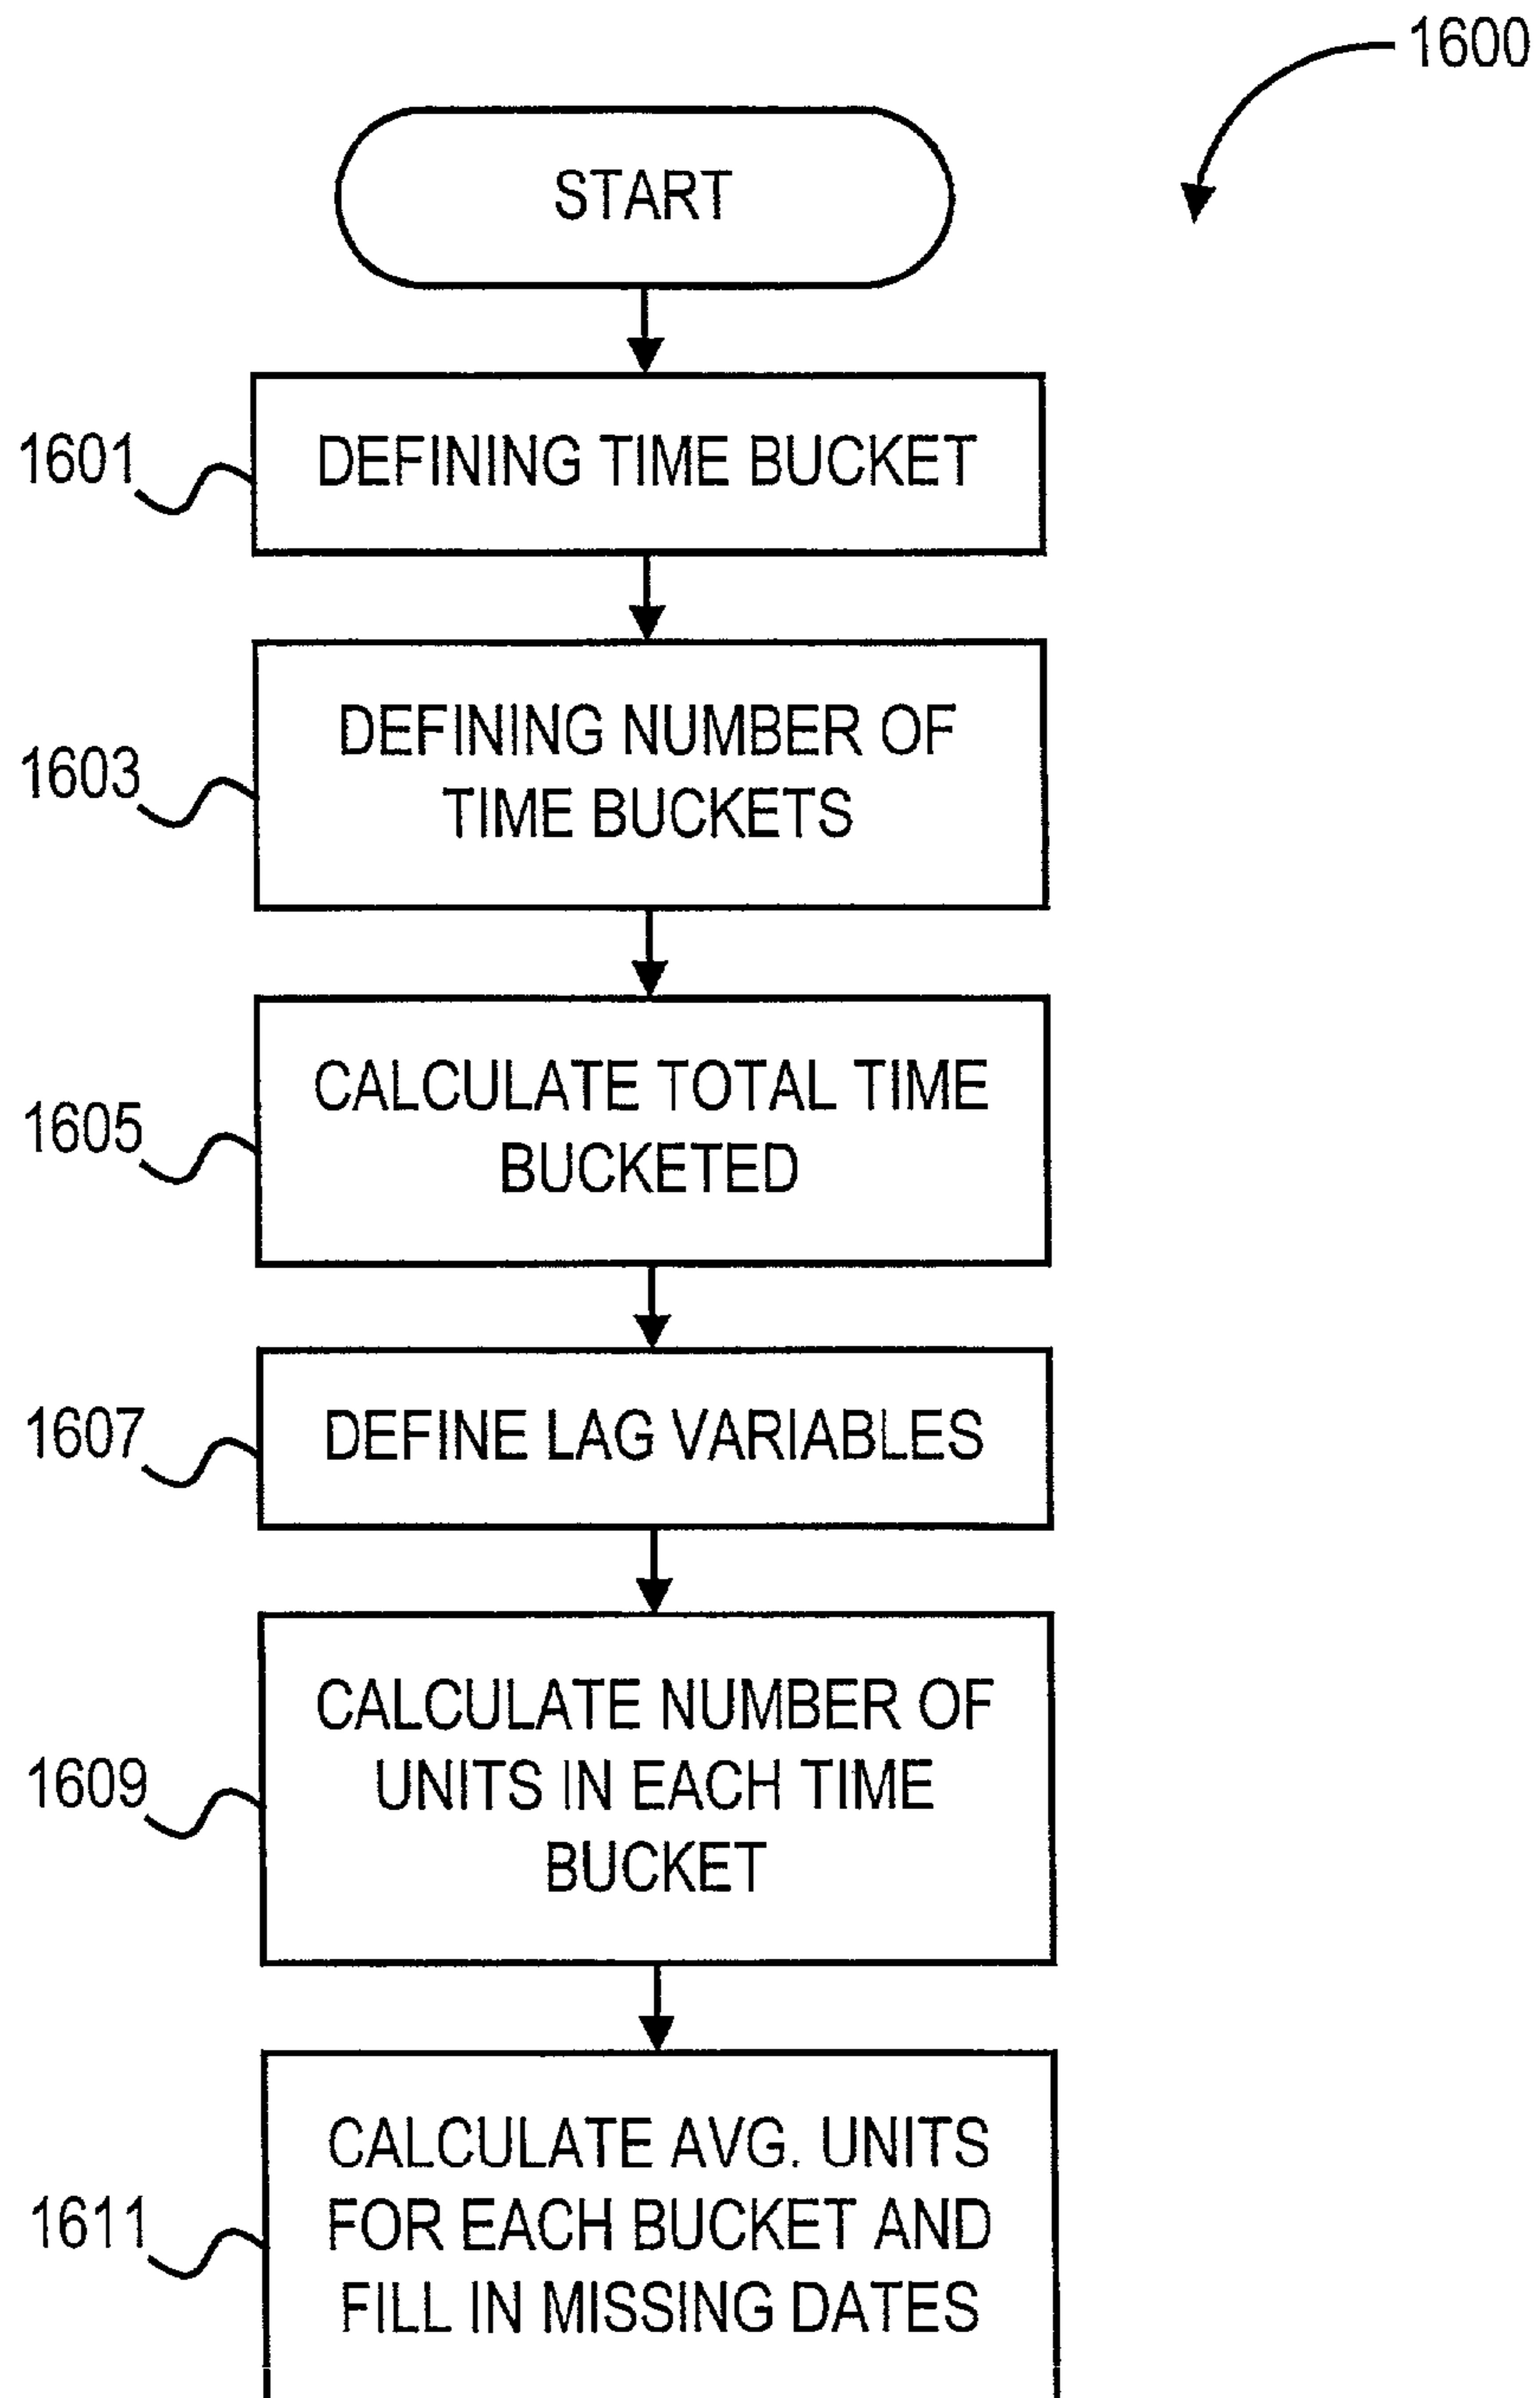 1600
START
1601
DEFINING TIME BUCKET
1603
DEFINING NUMBER OF
TIME BUCKETS
1605
CALCULATE TOTAL TIME
BUCKETED
1607
DEFINE LAG VARIABLES
1609
CALCULATE NUMBER OF
UNITS IN EACH TIME
BUCKET
1611
CALCULATE AVG. UNITS
FOR EACH BUCKET AND
FILL IN MISSING DATES